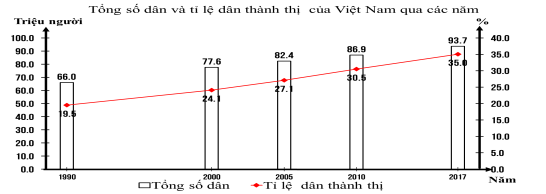 Tổng số dân và tỉ lệ dân thành thị của Việt Nam qua các năm
Triệu người %
100.0 40.0
90.0 35.0
80.0 30.0
70.0 25.0
60.0 20.0
50.0 15.0
40.0 10.0
30.0 5.0
20.0 0.0
10.0
0.0
66.0 77.6 82.4 86.9 93.7
19.5 24.1 27.1 30.5 35.0
1990 2000 2005 2010 2017
Năm
Tổng số dân Tỉ lệ dân thành thị